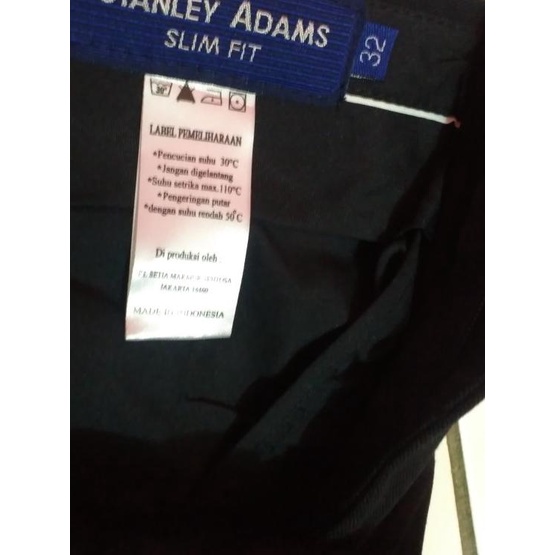 STANLEY ADAMS
SLIM FIT
32
30°
LABEL PEMELIHARAAN
*Pencucian suhu 30°C
*Jangan digelantang
*Suhu setrika max.110°C
*Pengeringan putar
*dengan suhu rendah 50°C
Di produksi oleh
JAKARTA
MADE IN INDONESIA